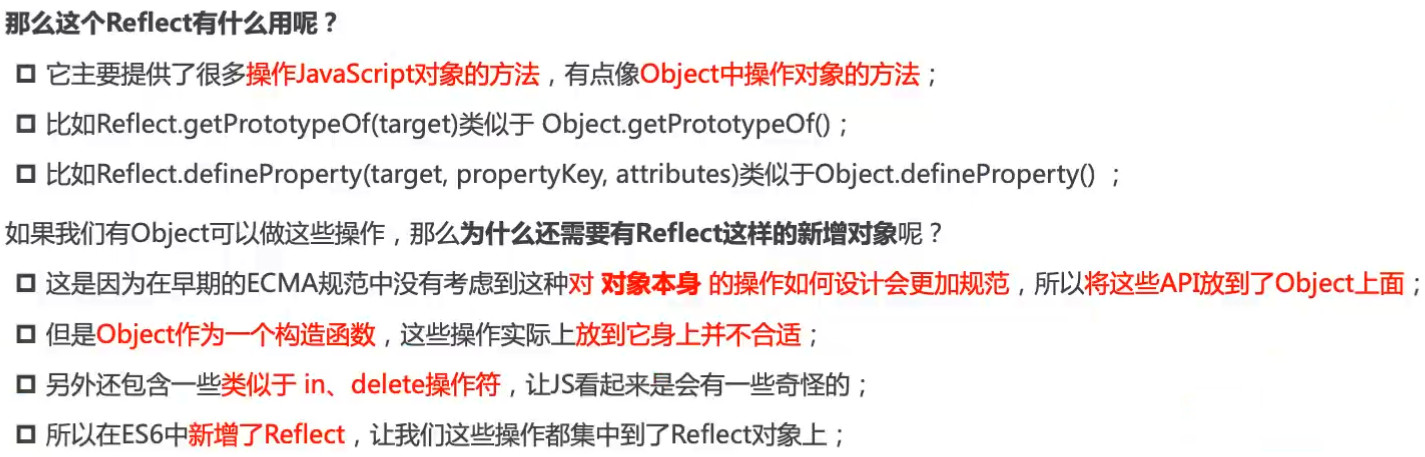 那么这个Reflect有什么用呢？
它主要提供了很多操作JavaScript对象的方法，有点像Object中操作对象的方法；
比如Reflect.getPrototypeOf(target)类似于 Object.getPrototypeOf()；
比如Reflect.defineProperty(target, propertyKey, attributes)类似于Object.defineProperty() ；
如果我们有Object可以做这些操作，那么为什么还需要有Reflect这样的新增对象呢？
这是因为在早期的ECMA规范中没有考虑到这种对 对象本身 的操作如何设计会更加规范，所以将这些API放到了Object上面；
但是Object作为一个构造函数，这些操作实际上放到它身上并不合适；
另外还包含一些类似于 in、delete操作符，让JS看起来是会有一些奇怪的；
所以在ES6中新增了Reflect，让我们这些操作都集中到了Reflect对象上；